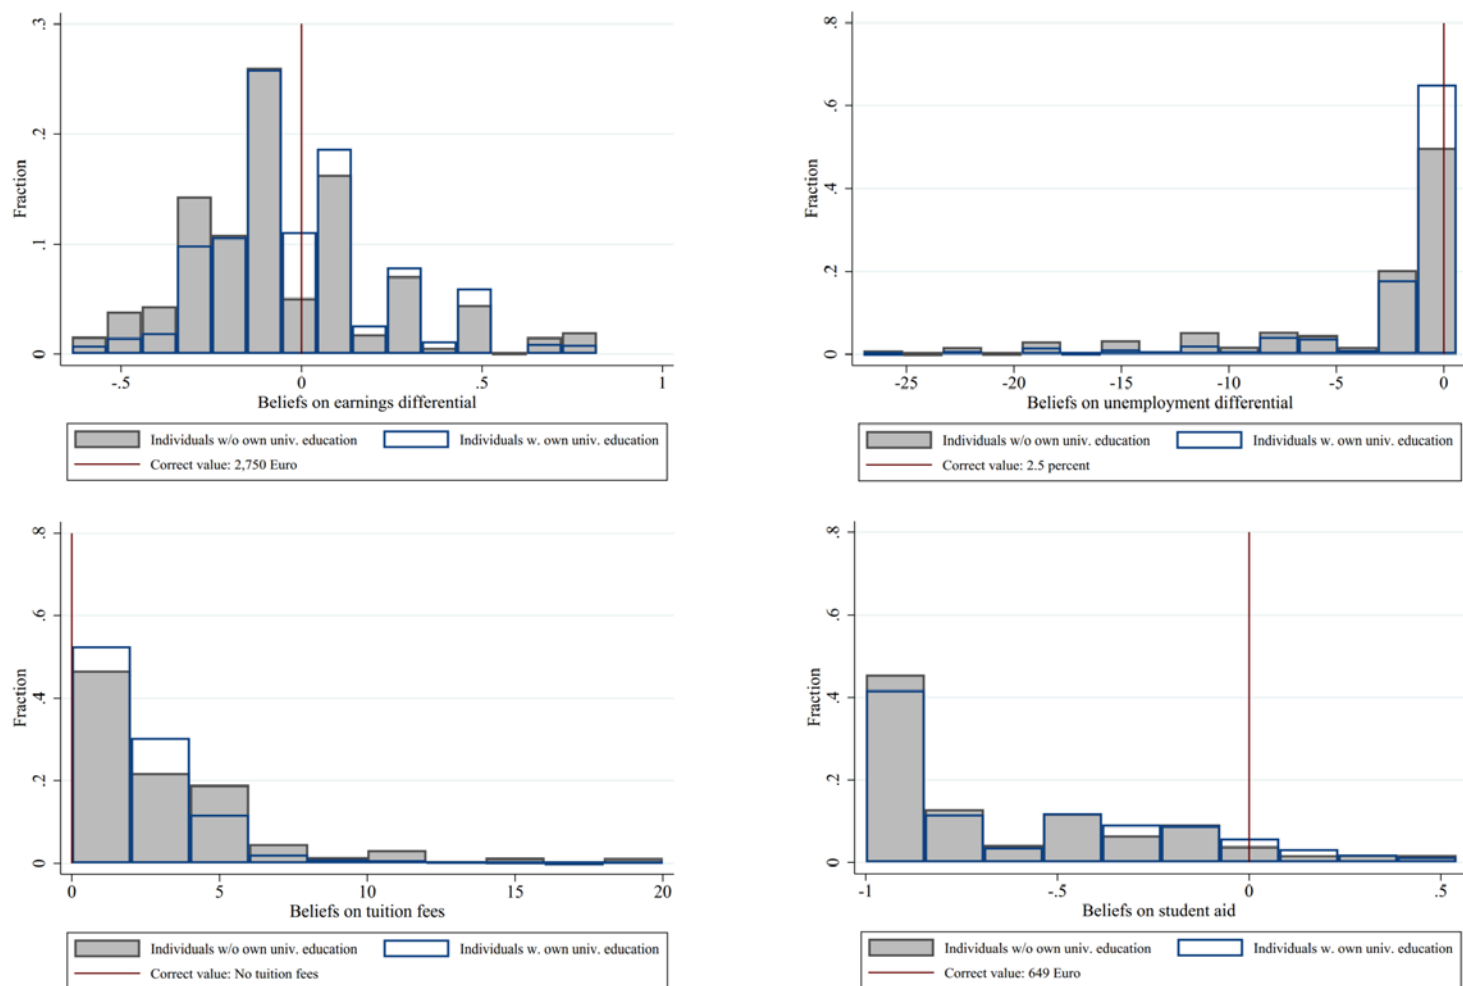 .3
.2
.1
0
Fraction
-.5
0
.5
1
Beliefs on earnings differential
Individuals w/o own univ. education
Individuals w. own univ. education
Correct value: 2,750 Euro
.8
.6
.4
.2
0
Fraction
-25
-20
-15
-10
-5
0
Beliefs on unemployment differential
Individuals w/o own univ. education
Individuals w. own univ. education
Correct value: 2.5 percent
.8
.6
.4
.2
0
Fraction
0
5
10
15
20
Beliefs on tuition fees
Individuals w/o own univ. education
Individuals w. own univ. education
Correct value: No tuition fees
.8
.6
.4
.2
0
Fraction
-1
-.5
0
.5
Beliefs on student aid
Individuals w/o own univ. education
Individuals w. own univ. education
Correct value: 649 Euro